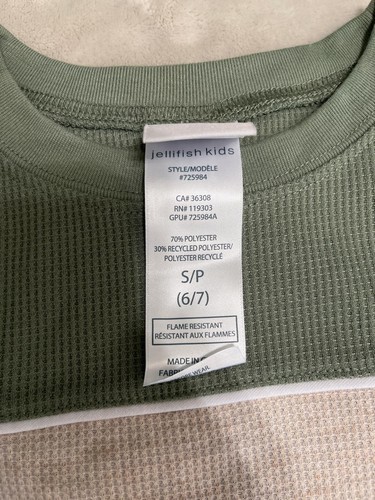 jellifish kids
STYLE/MODÈLE
#725984
CA# 36308
RN# 119303
GPU# 725984A
70% POLYESTER
30% RECYCLED POLYESTER/
POLYESTER RECYCLÉ
S/P
(6/7)
FLAME RESISTANT
RÉSISTANT AUX FLAMMES
MADE IN
WEAR